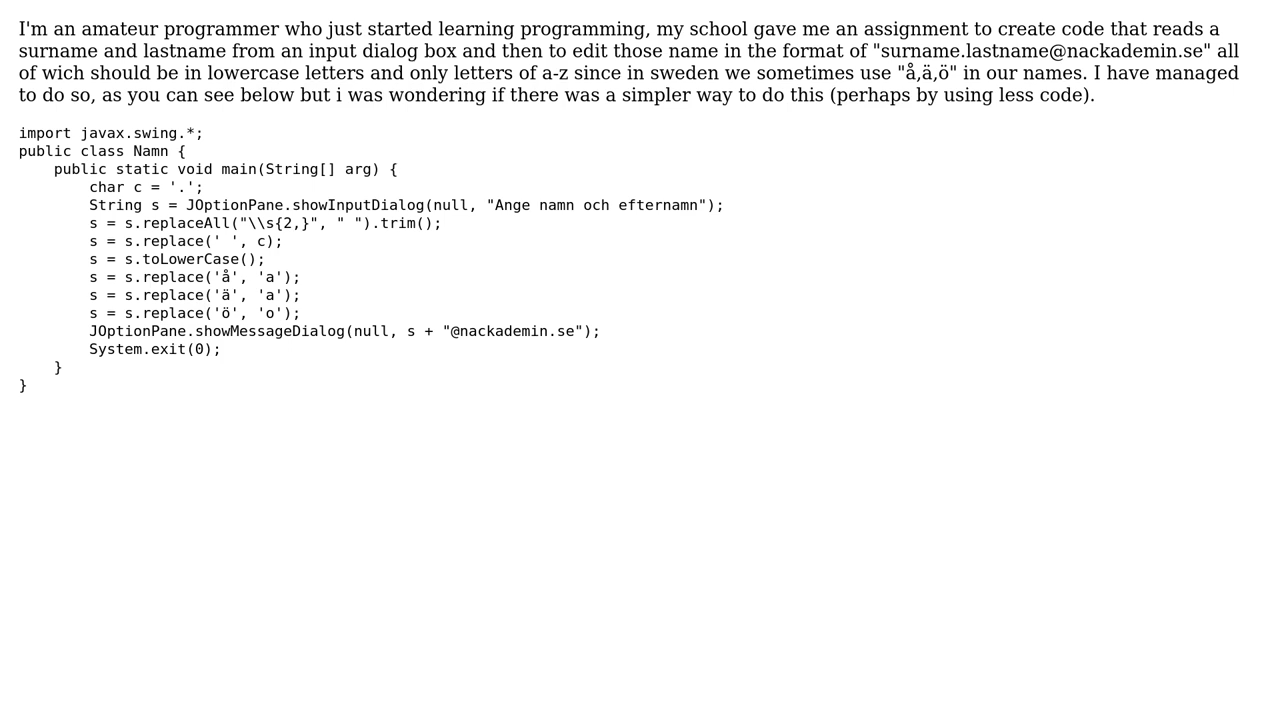 I'm an amateur programmer who just started learning programming, my school gave me an assignment to create code that reads a
surname and lastname from an input dialog box and then to edit those name in the format of "surname.lastname@nackademin.se" all
of wich should be in lowercase letters and only letters of a-z since in sweden we sometimes use "å,ä,ö" in our names. I have managed
to do so, as you can see below but i was wondering if there was a simpler way to do this (perhaps by using less code).
import javax.swing.*;
public class Namn {
    public static void main(String[] arg) {
        char c = '.';
        String s = JOptionPane.showInputDialog(null, "Ange namn och efternamn");
        s = s.replaceAll("\\s{2,}", " ").trim();
        s = s.replace(' ', c);
        s = s.toLowerCase();
        s = s.replace('å', 'a');
        s = s.replace('ä', 'a');
        s = s.replace('ö', 'o');
        JOptionPane.showMessageDialog(null, s + "@nackademin.se");
        System.exit(0);
    }
}